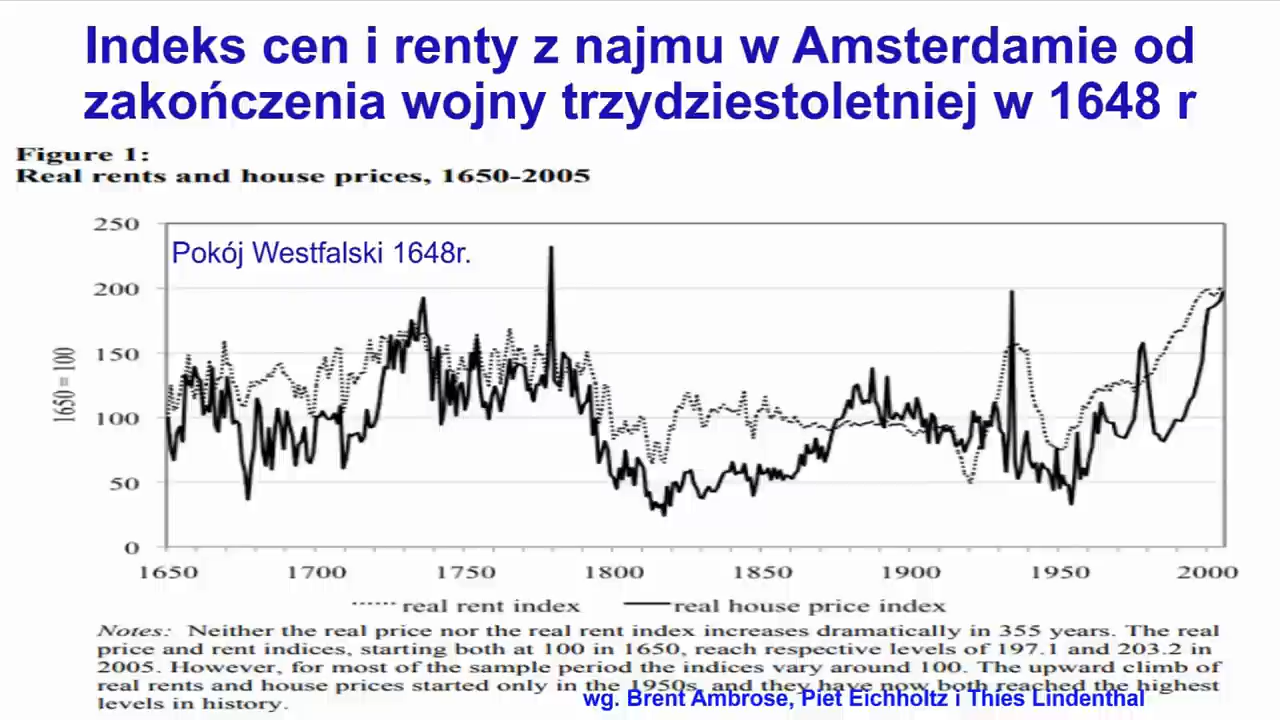 Indeks cen i renty z najmu w Amsterdamie od
zakończenia wojny trzydziestoletniej w 1648 r
Figure 1:
Real rents and house prices, 1650-2005
250
Pokój Westfalski 1648r.
200
150
1650 = 100
100
50
0
1650 1700 1750 1800 1850 1900 1950 2000
real rent index real house price index
Notes: Neither the real price nor the real rent index increases dramatically in 355 years. The real
price and rent indices, starting both at 100 in 1650, reach respective levels of 197.1 and 203.2 in
2005. However, for most of the sample period the indices vary around 100. The upward climb of
real rents and house prices started only in the 1950s, and they have now both reached the highest
levels in history.
wg. Brent Ambrose, Piet Eichholtz i Thies Lindenthal